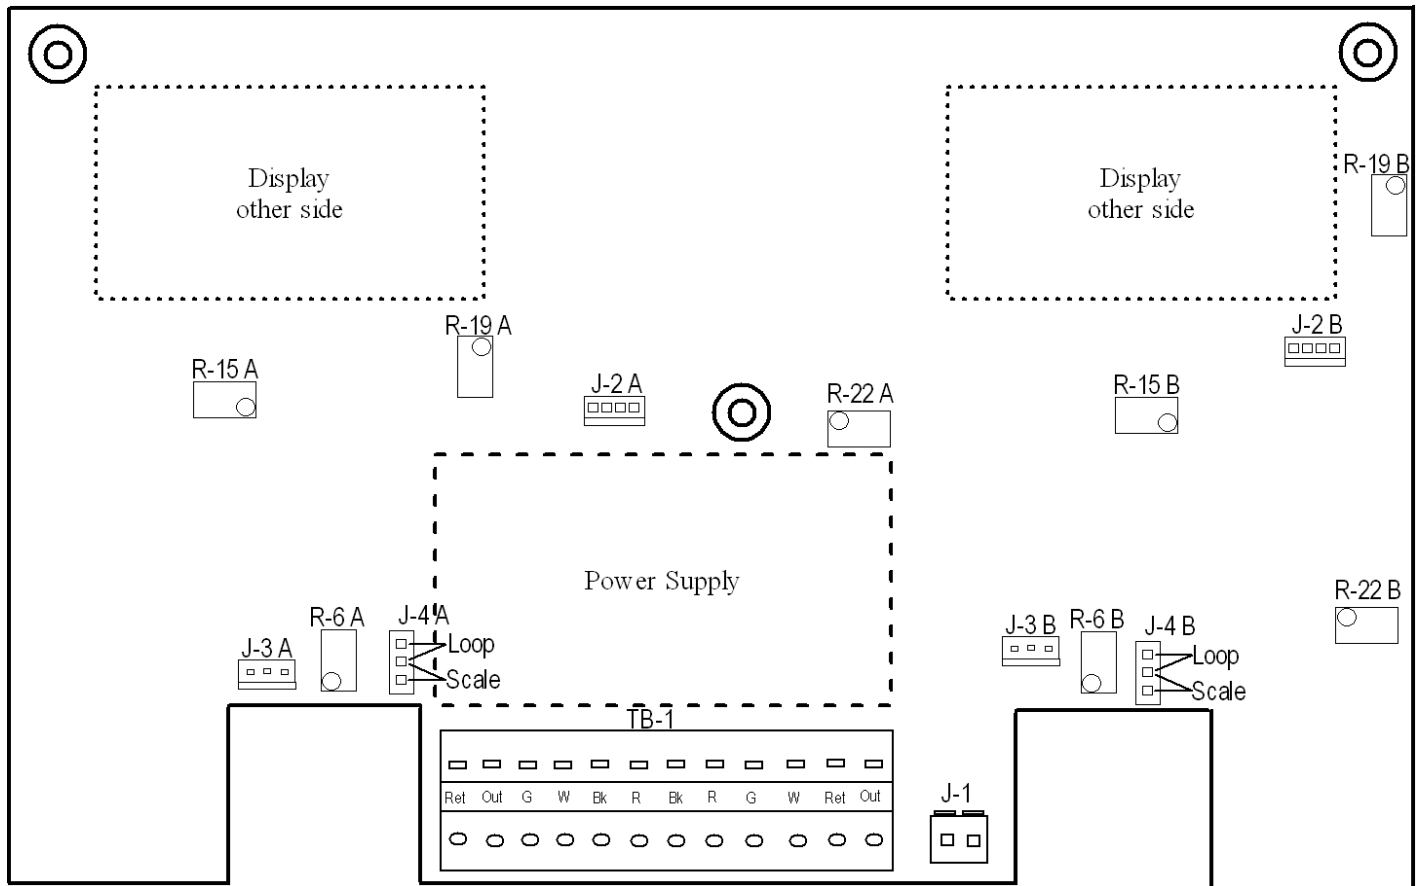 Display
other side
Display
other side
R-19 B
R-19 A
J-2 B
R-15 A
J-2 A
R-22 A
R-15 B
Power Supply
R-22 B
R-6 A
J-4 A
J-3 A
Loop
Scale
J-3 B
R-6 B
J-4 B
Loop
Scale
TB-1
Ret Out G W Bk R Bk R G W Ret Out
J-1